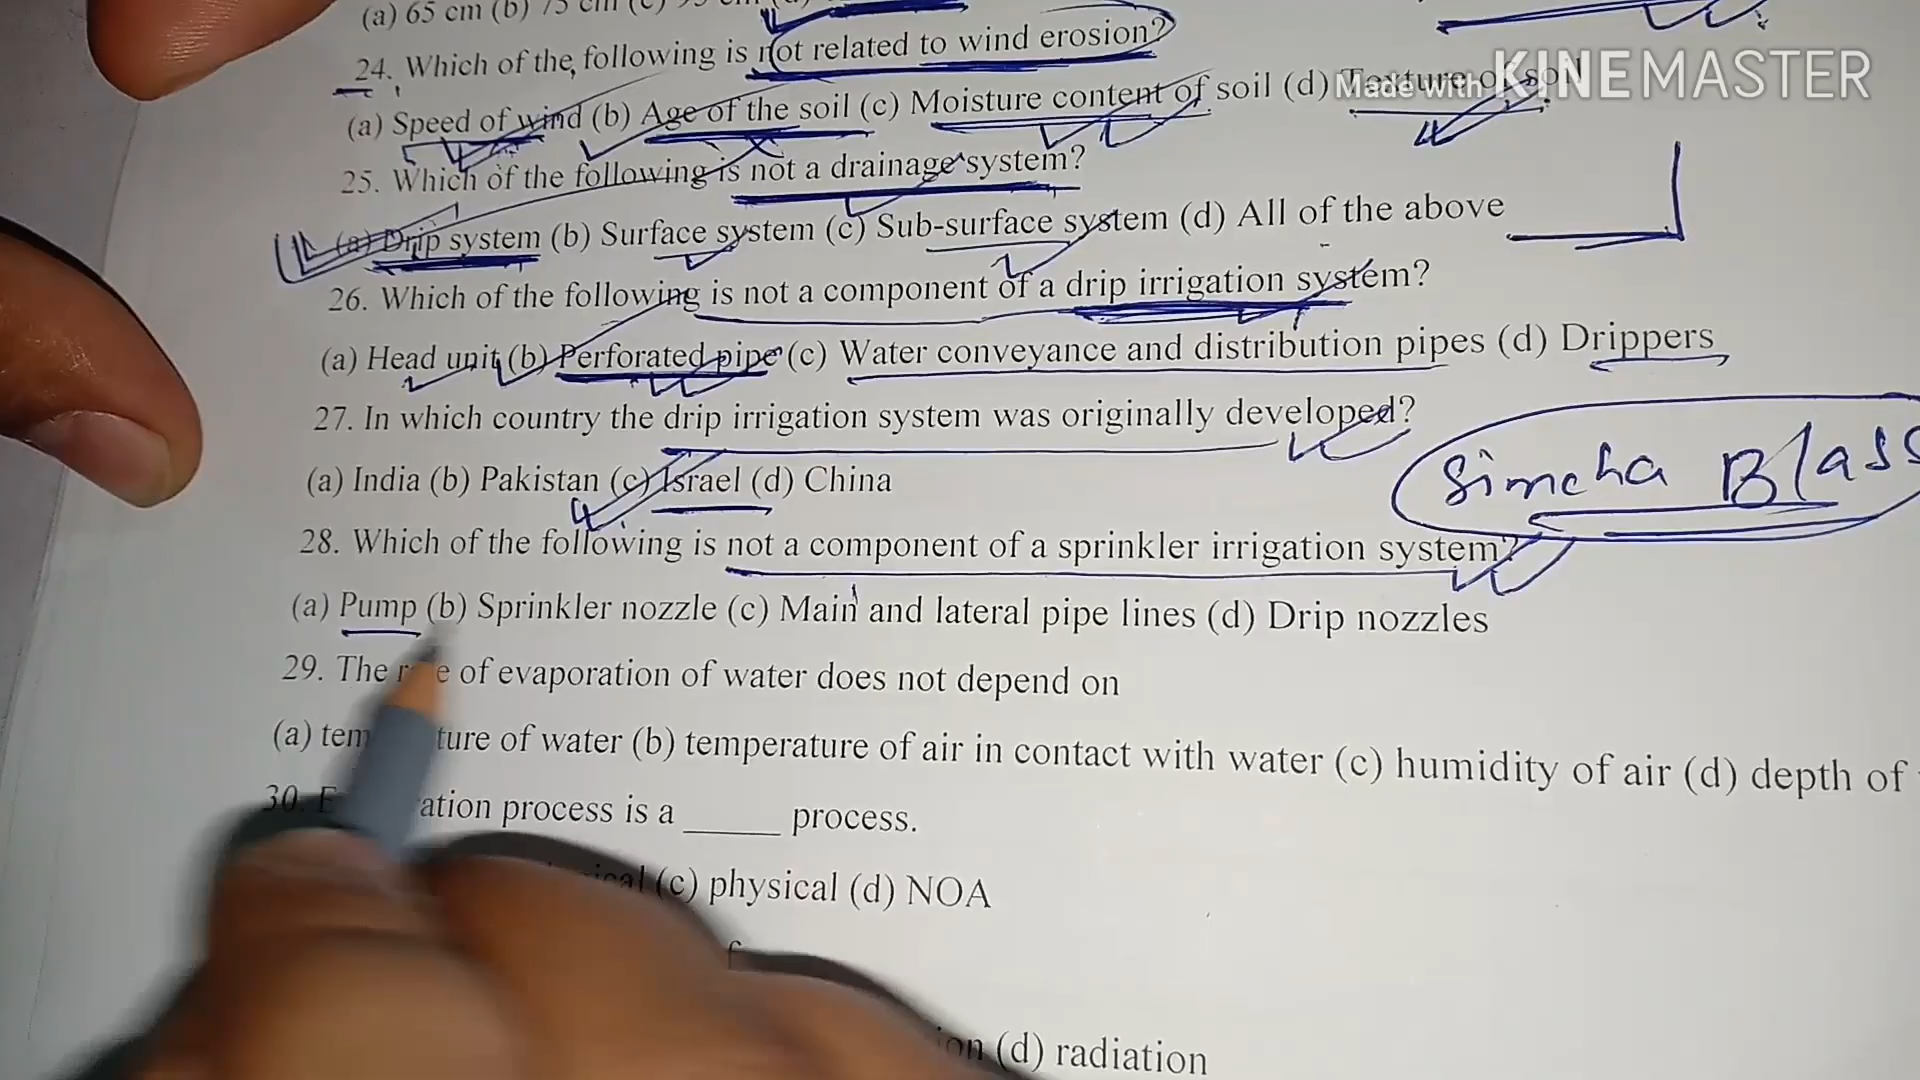 (a) 65 cm (b) 75 cm (c)
24. Which of the following is not related to wind erosion?
Made with KINEMASTER
(a) Speed of wind (b) Age of the soil (c) Moisture content of soil (d) Texture of soil
25. Which of the following is not a drainage system?
(a) Drip system (b) Surface system (c) Sub-surface system (d) All of the above
26. Which of the following is not a component of a drip irrigation system?
(a) Head unit (b) Perforated pipe (c) Water conveyance and distribution pipes (d) Drippers
27. In which country the drip irrigation system was originally developed?
Simcha Blass
(a) India (b) Pakistan (c) Israel (d) China
28. Which of the following is not a component of a sprinkler irrigation system?
(a) Pump (b) Sprinkler nozzle (c) Main and lateral pipe lines (d) Drip nozzles
29. The of evaporation of water does not depend on
(a) of water (b) temperature of air in contact with water (c) humidity of air (d) depth of
30. process is a _____ process.
(c) physical (d) NOA
(d) radiation